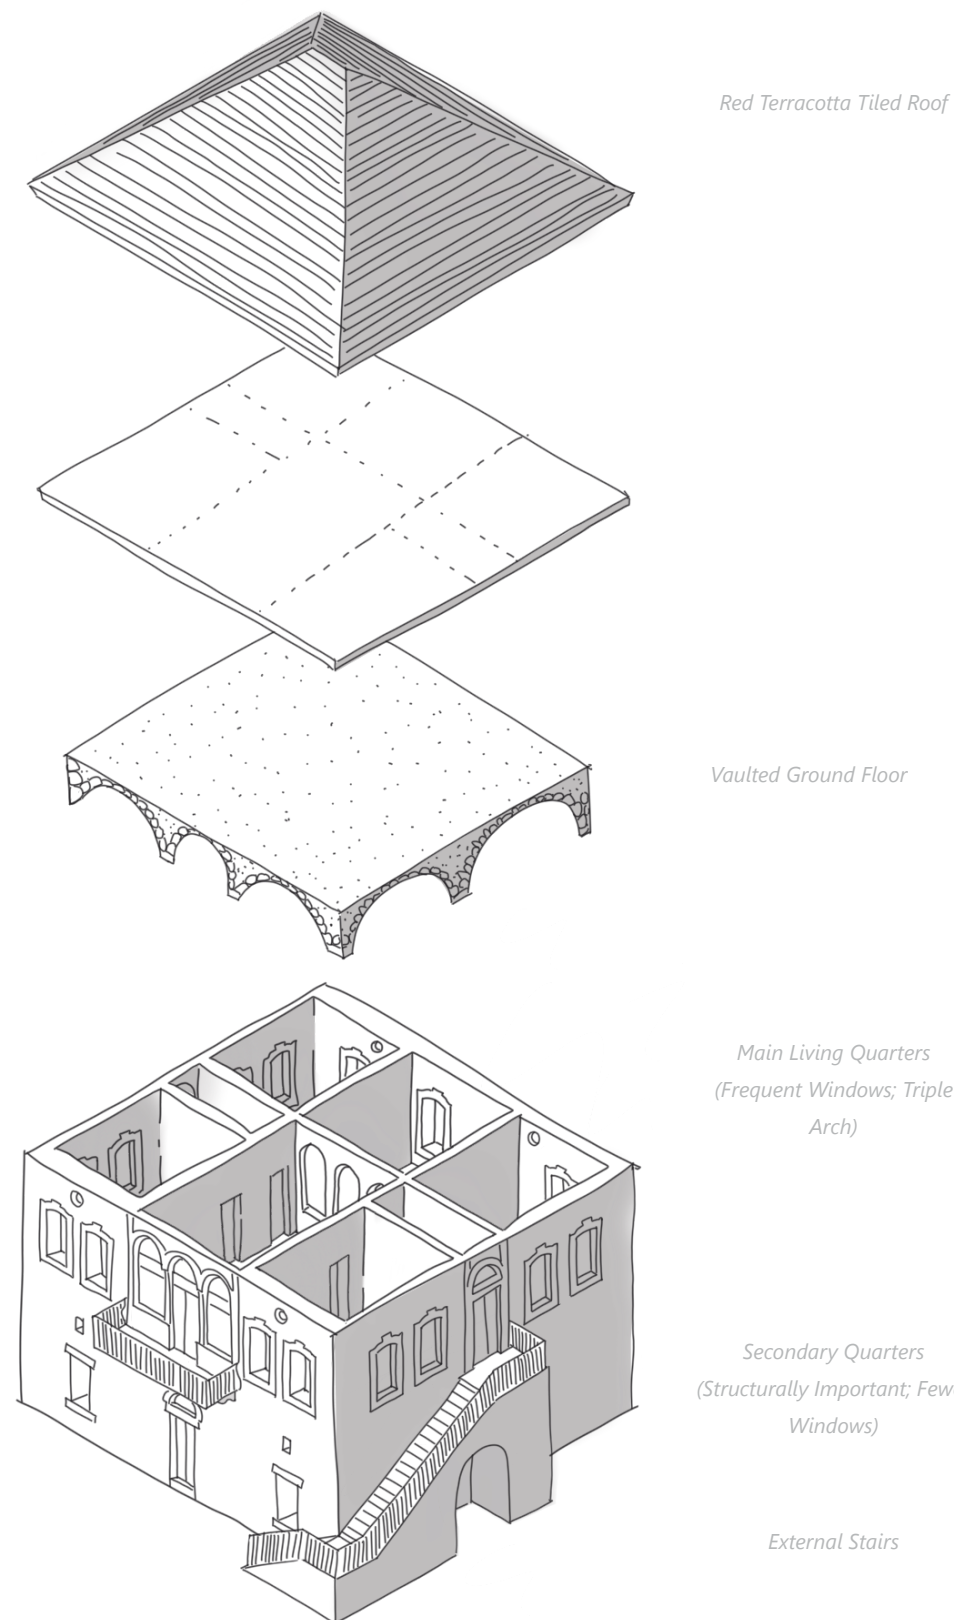 Red Terracotta Tiled Roof
Vaulted Ground Floor
Main Living Quarters
(Frequent Windows; Triple
Arch)
Secondary Quarters
(Structurally Important; Few
Windows)
External Stairs